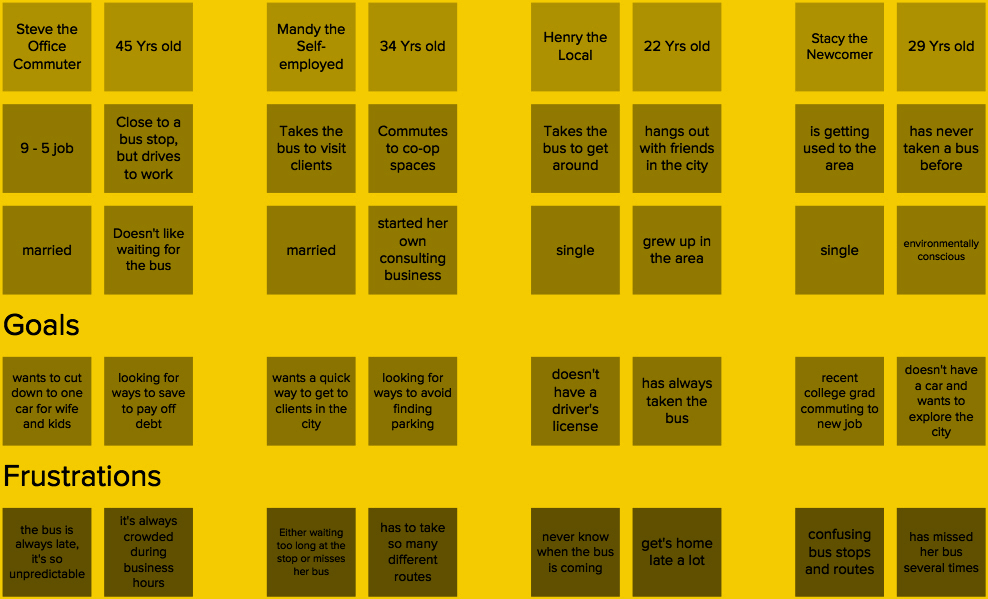 Steve the
Office
Commuter
45 Yrs old
Mandy the
Self-
employed
34 Yrs old
Henry the
Local
22 Yrs old
Stacy the
Newcomer
29 Yrs old
9 - 5 job
Close to a
bus stop,
but drives
to work
Takes the
bus to visit
clients
Commutes
to co-op
spaces
Takes the
bus to get
around
hangs out
with friends
in the city
is getting
used to the
area
has never
taken a bus
before
married
Doesn't like
waiting for
the bus
married
started her
own
consulting
business
single
grew up in
the area
single
environmentally
conscious
Goals
wants to cut
down to one
car for wife
and kids
looking for
ways to save
to pay off
debt
wants a quick
way to get to
clients in the
city
looking for
ways to avoid
finding
parking
doesn't
have a
driver's
license
has always
taken the
bus
recent
college grad
commuting to
new job
doesn't have
a car and
wants to
explore the
city
Frustrations
the bus is
always late,
it's so
unpredictable
it's always
crowded
during
business
hours
Either waiting
too long at the
stop or misses
her bus
has to take
so many
different
routes
never know
when the bus
is coming
get's home
late a lot
confusing
bus stops
and routes
has missed
her bus
several times